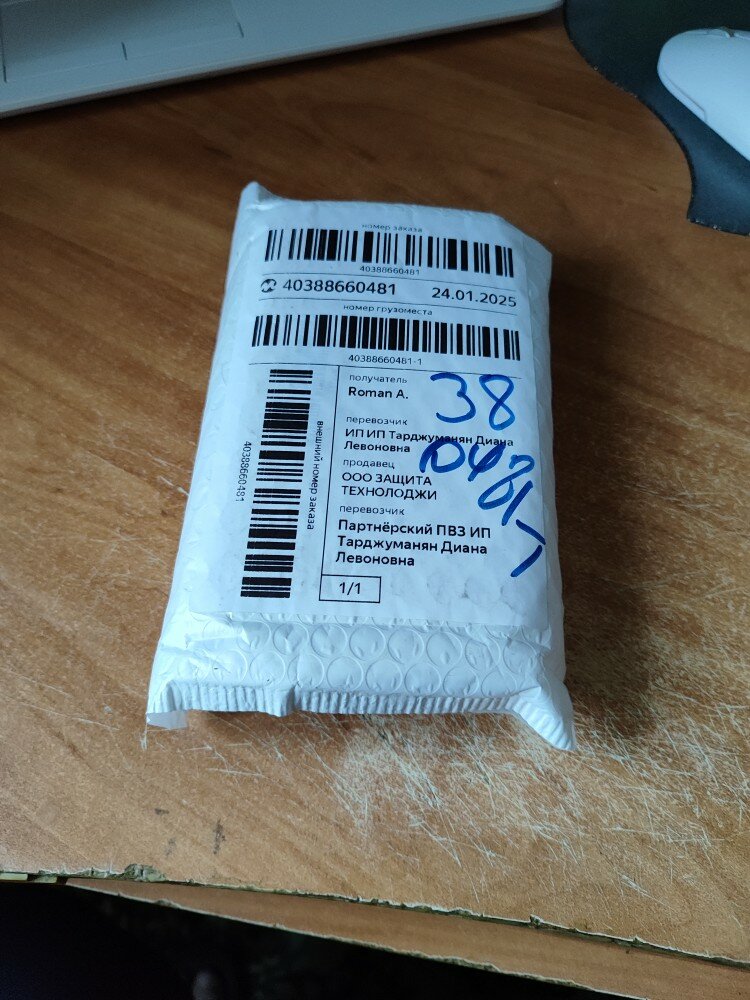 номер заказа
40388660481
40388660481 24.01.2025
номер грузоместа
40388660481-1
получатель
Roman A.
38
перевозчик
ИП ИП Тарджуманян Диана
Левоновна
продавец
ООО ЗАЩИТА
ТЕХНОЛОДЖИ
перевозчик
Партнёрский ПВЗ ИП
Тарджуманян Диана
Левоновна
1/1
внешний номер заказа
40388660481